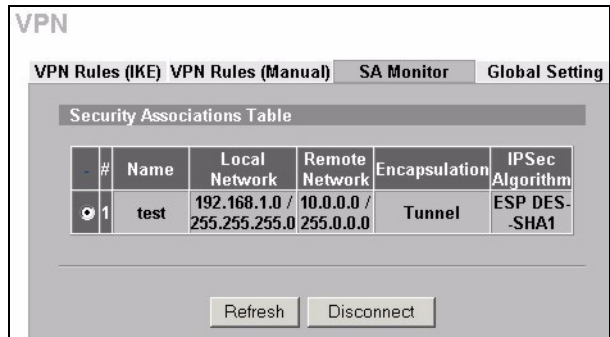 VPN
VPN Rules (IKE) VPN Rules (Manual) SA Monitor Global Setting
Security Associations Table
- # Name Local Network Remote Network Encapsulation IPSec Algorithm
1 test 192.168.1.0 / 255.255.255.0 10.0.0.0 / 255.0.0.0 Tunnel ESP DES- -SHA1
Refresh Disconnect